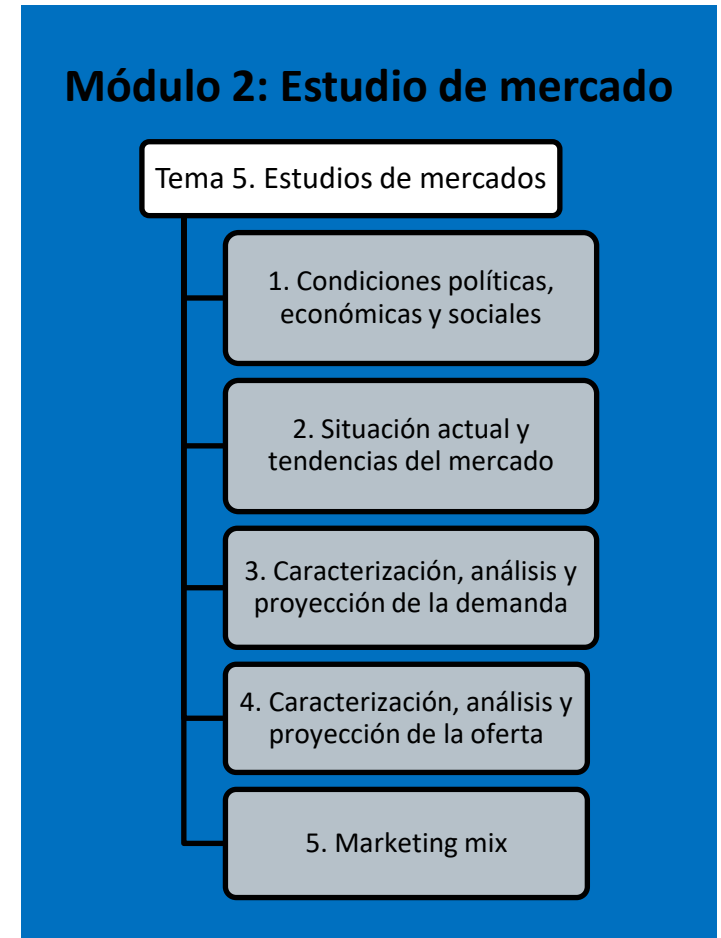 Módulo 2: Estudio de mercado
Tema 5. Estudios de mercados
1. Condiciones políticas,
económicas y sociales
2. Situación actual y
tendencias del mercado
3. Caracterización, análisis y
proyección de la demanda
4. Caracterización, análisis y
proyección de la oferta
5. Marketing mix